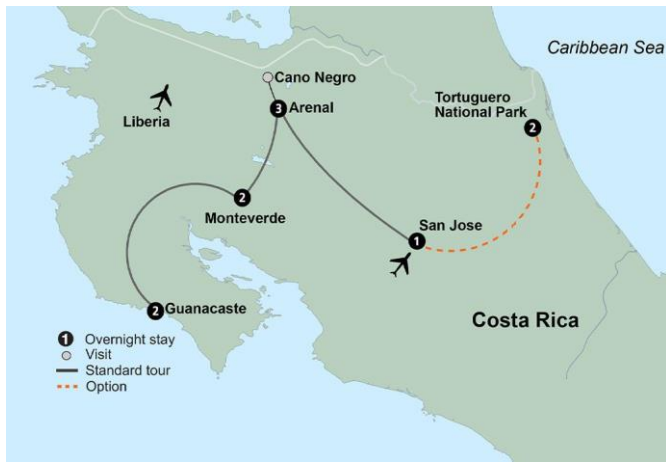 Caribbean Sea
Cano Negro
3 Arenal
Tortuguero
National Park
2
Liberia
2
Monteverde
San Jose
1
2 Guanacaste
Costa Rica
1 Overnight stay
Visit
Standard tour
Option